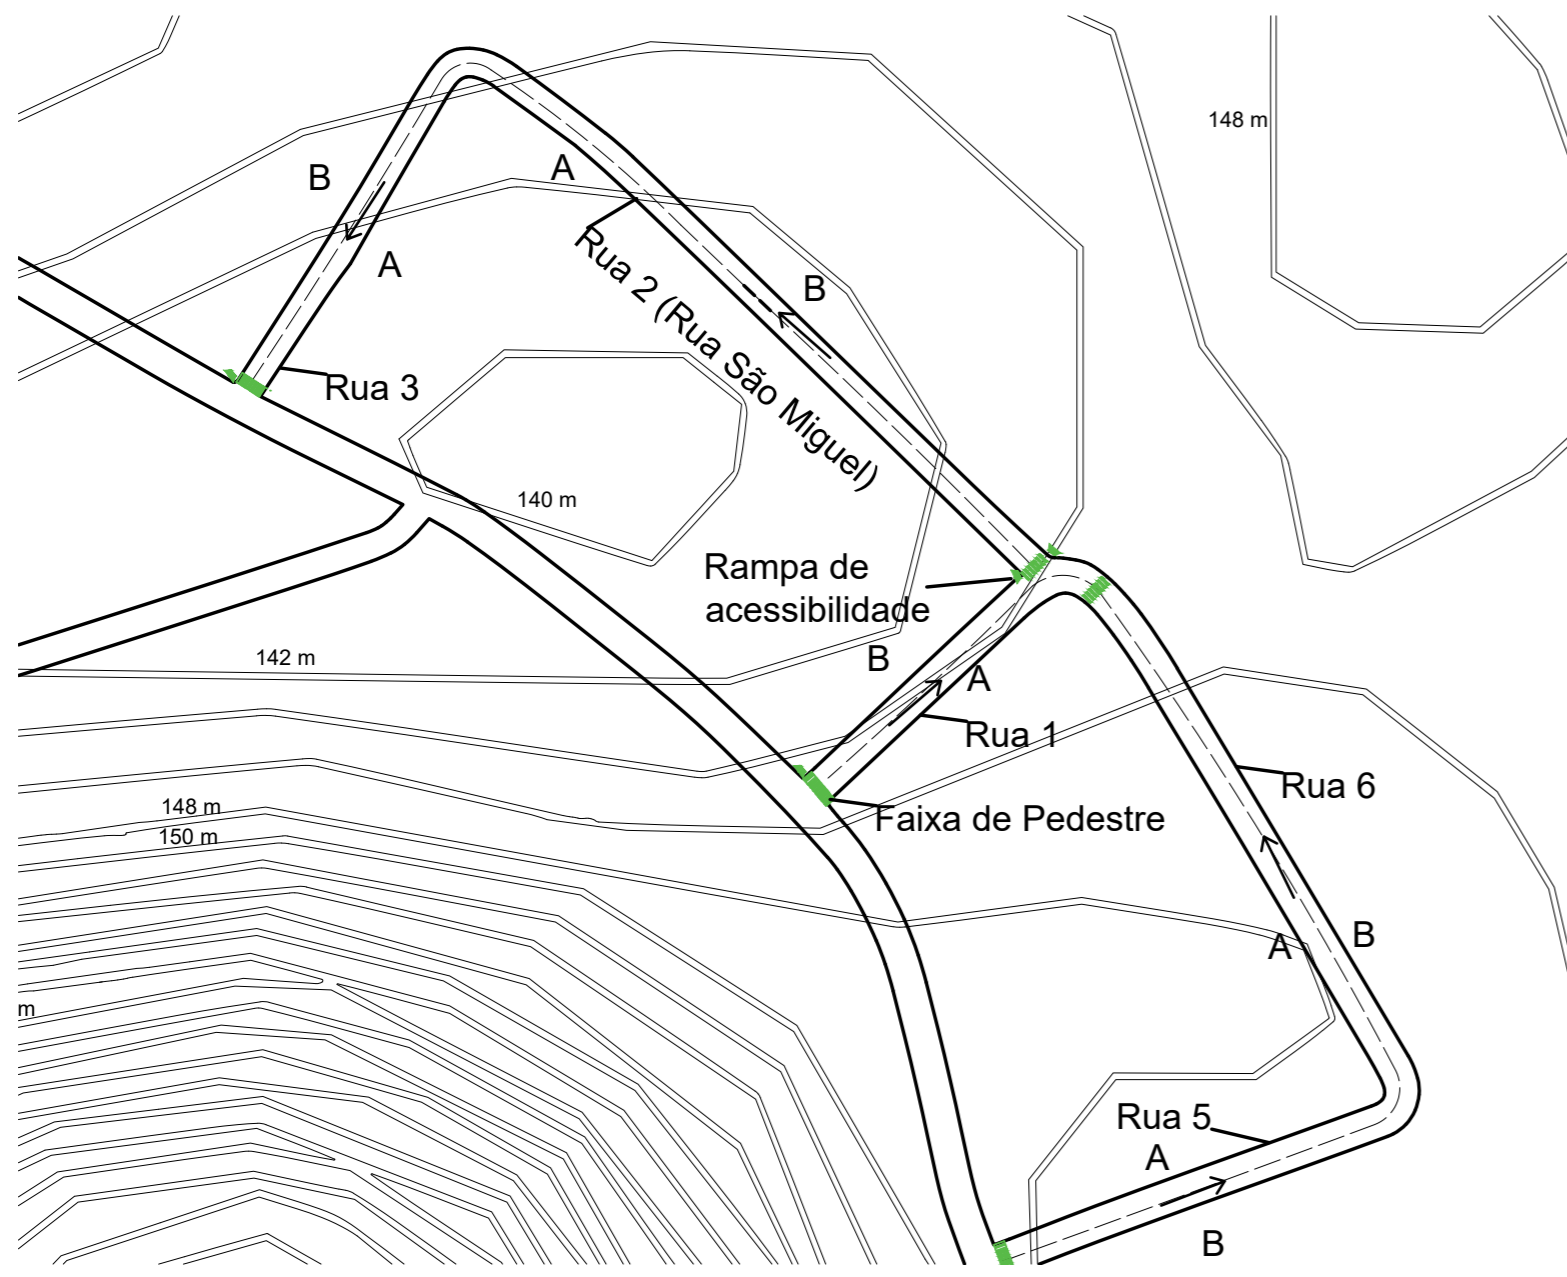 148 m
B
A
A
B
Rua 2 (Rua São Miguel)
Rua 3
140 m
Rampa de
acessibilidade
142 m
B
A
Rua 1
Rua 6
148 m
150 m
Faixa de Pedestre
A
B
m
Rua 5
A
B